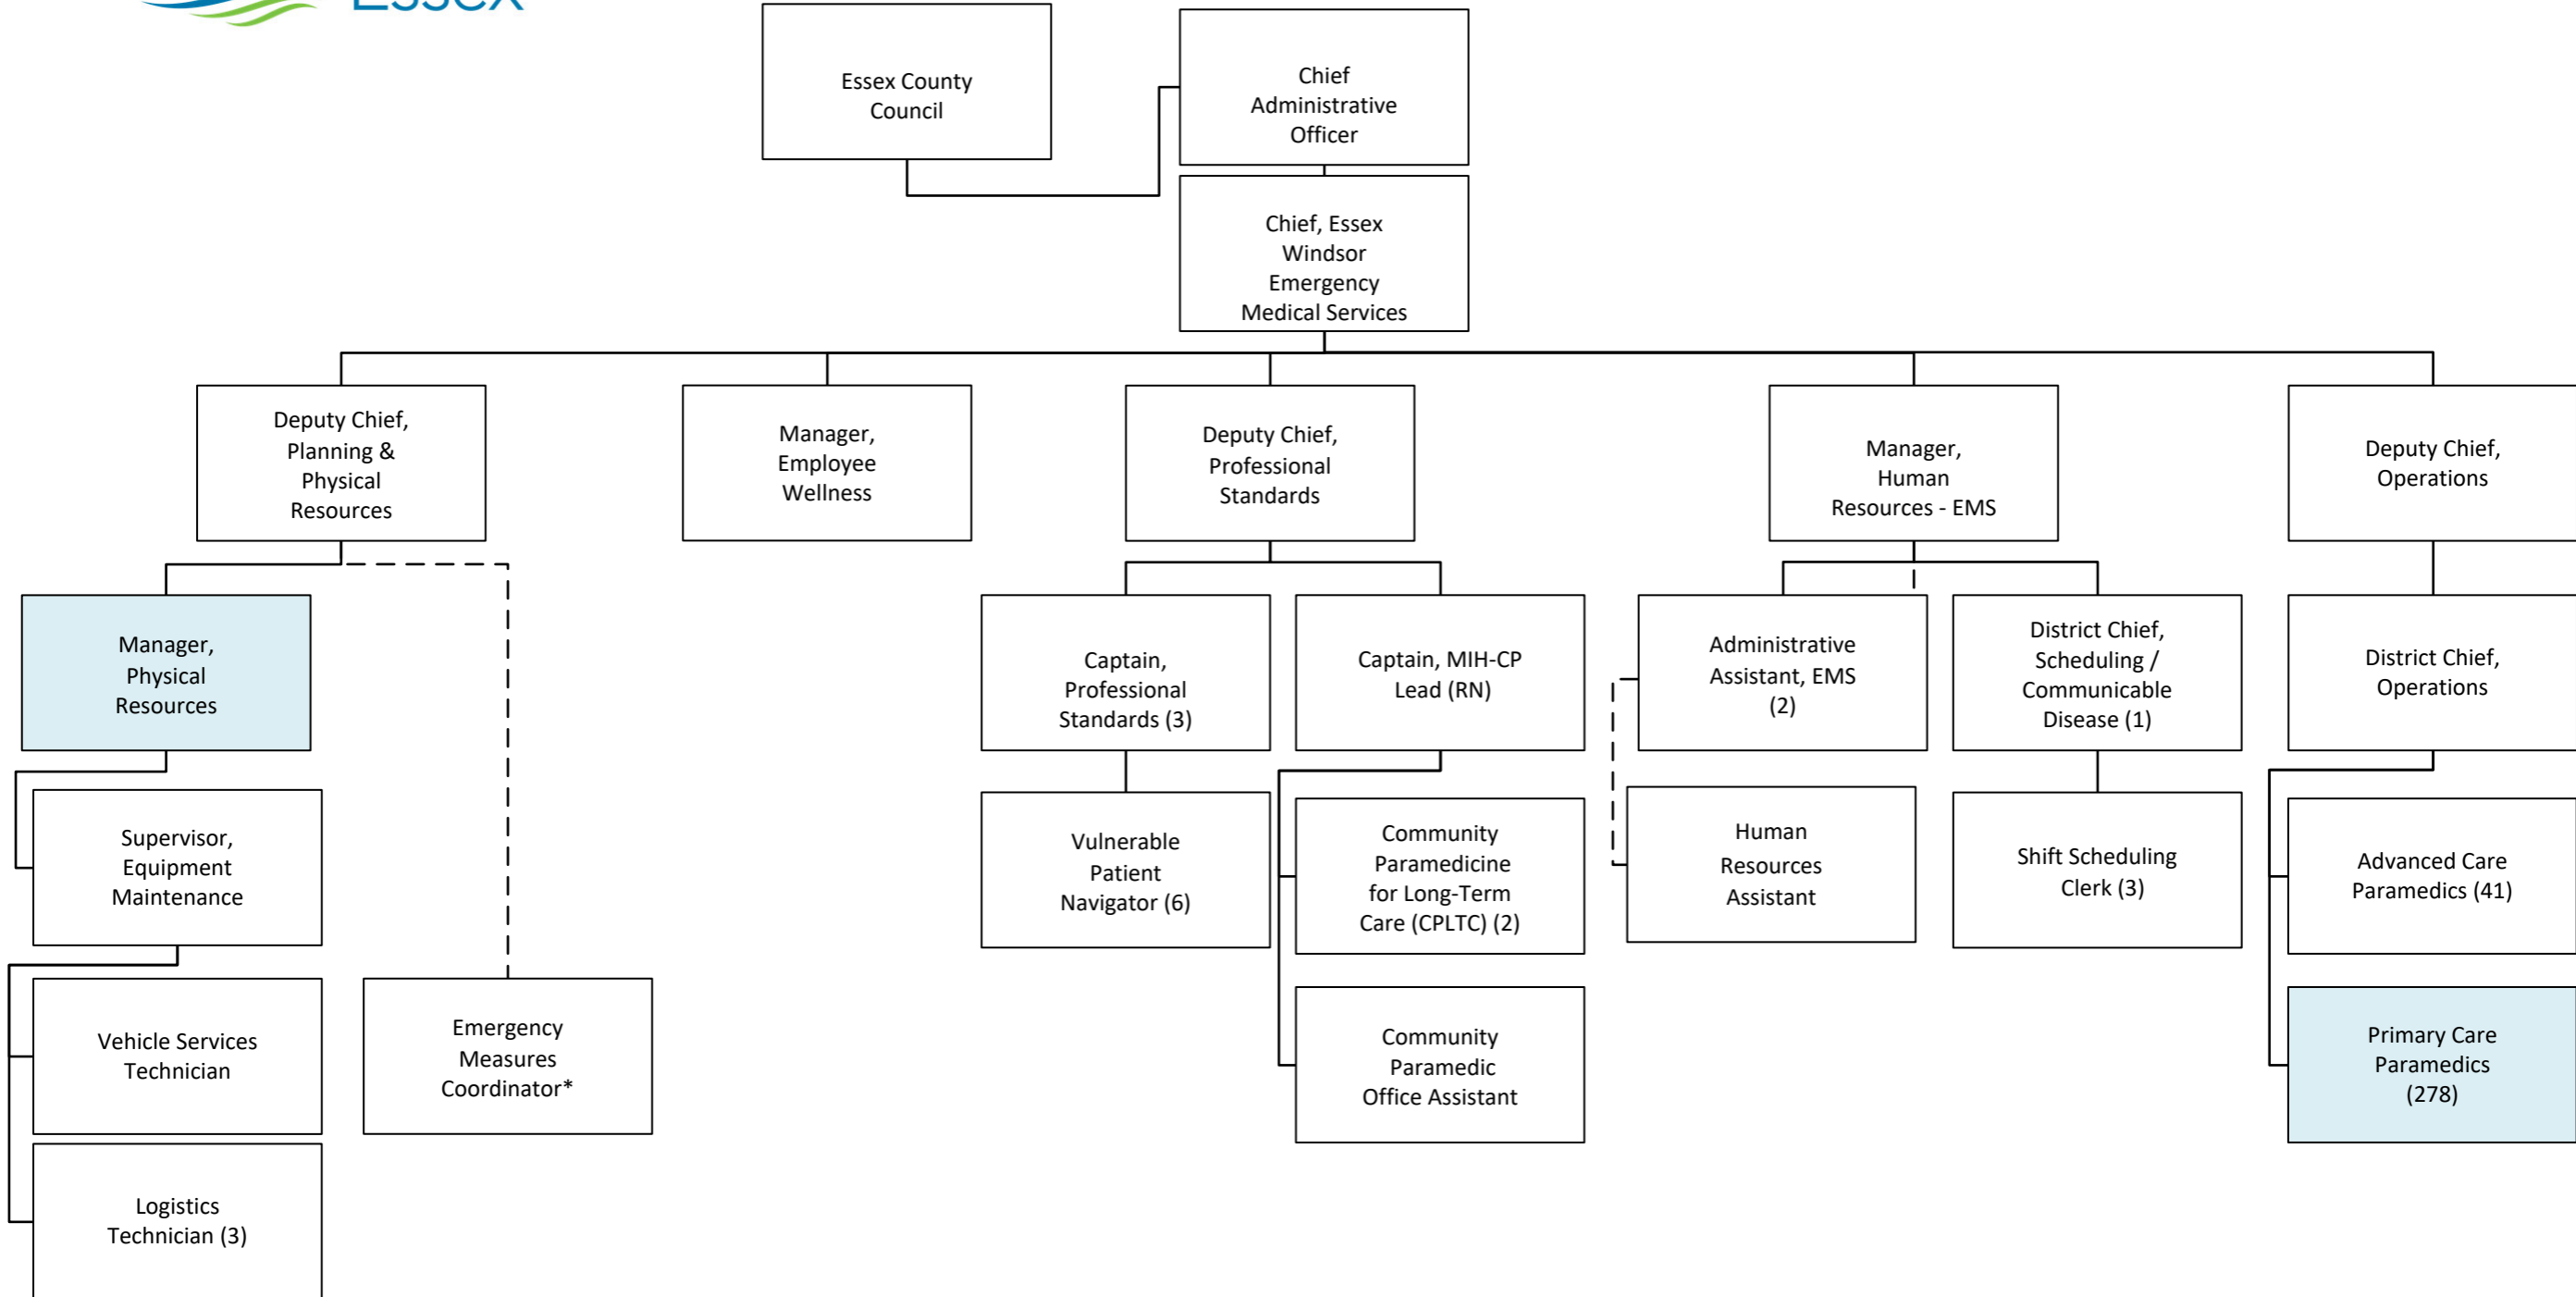 Essex
Essex County
Council
Chief
Administrative
Officer
Chief, Essex
Windsor
Emergency
Medical Services
Deputy Chief,
Planning &
Physical
Resources
Manager,
Employee
Wellness
Deputy Chief,
Professional
Standards
Manager,
Human
Resources - EMS
Deputy Chief,
Operations
Manager,
Physical
Resources
Captain,
Professional
Standards (3)
Captain, MIH-CP
Lead (RN)
Administrative
Assistant, EMS
(2)
District Chief,
Scheduling /
Communicable
Disease (1)
District Chief,
Operations
Supervisor,
Equipment
Maintenance
Vulnerable
Patient
Navigator (6)
Community
Paramedicine
for Long-Term
Care (CPLTC) (2)
Human
Resources
Assistant
Shift Scheduling
Clerk (3)
Advanced Care
Paramedics (41)
Vehicle Services
Technician
Emergency
Measures
Coordinator*
Community
Paramedic
Office Assistant
Primary Care
Paramedics
(278)
Logistics
Technician (3)